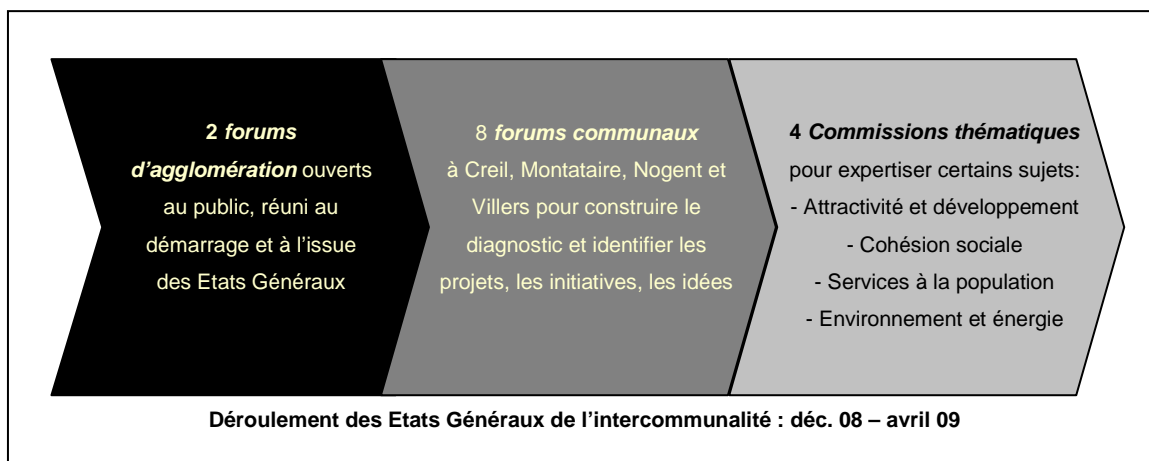 2 forums
d'agglomération ouverts
au public, réuni au
démarrage et à l'issue
des Etats Généraux
8 forums communaux
à Creil, Montataire, Nogent et
Villers pour construire le
diagnostic et identifier les
projets, les initiatives, les idées
4 Commissions thématiques
pour expertiser certains sujets:
- Attractivité et développement
- Cohésion sociale
- Services à la population
- Environnement et énergie
Déroulement des Etats Généraux de l'intercommunalité : déc. 08 – avril 09